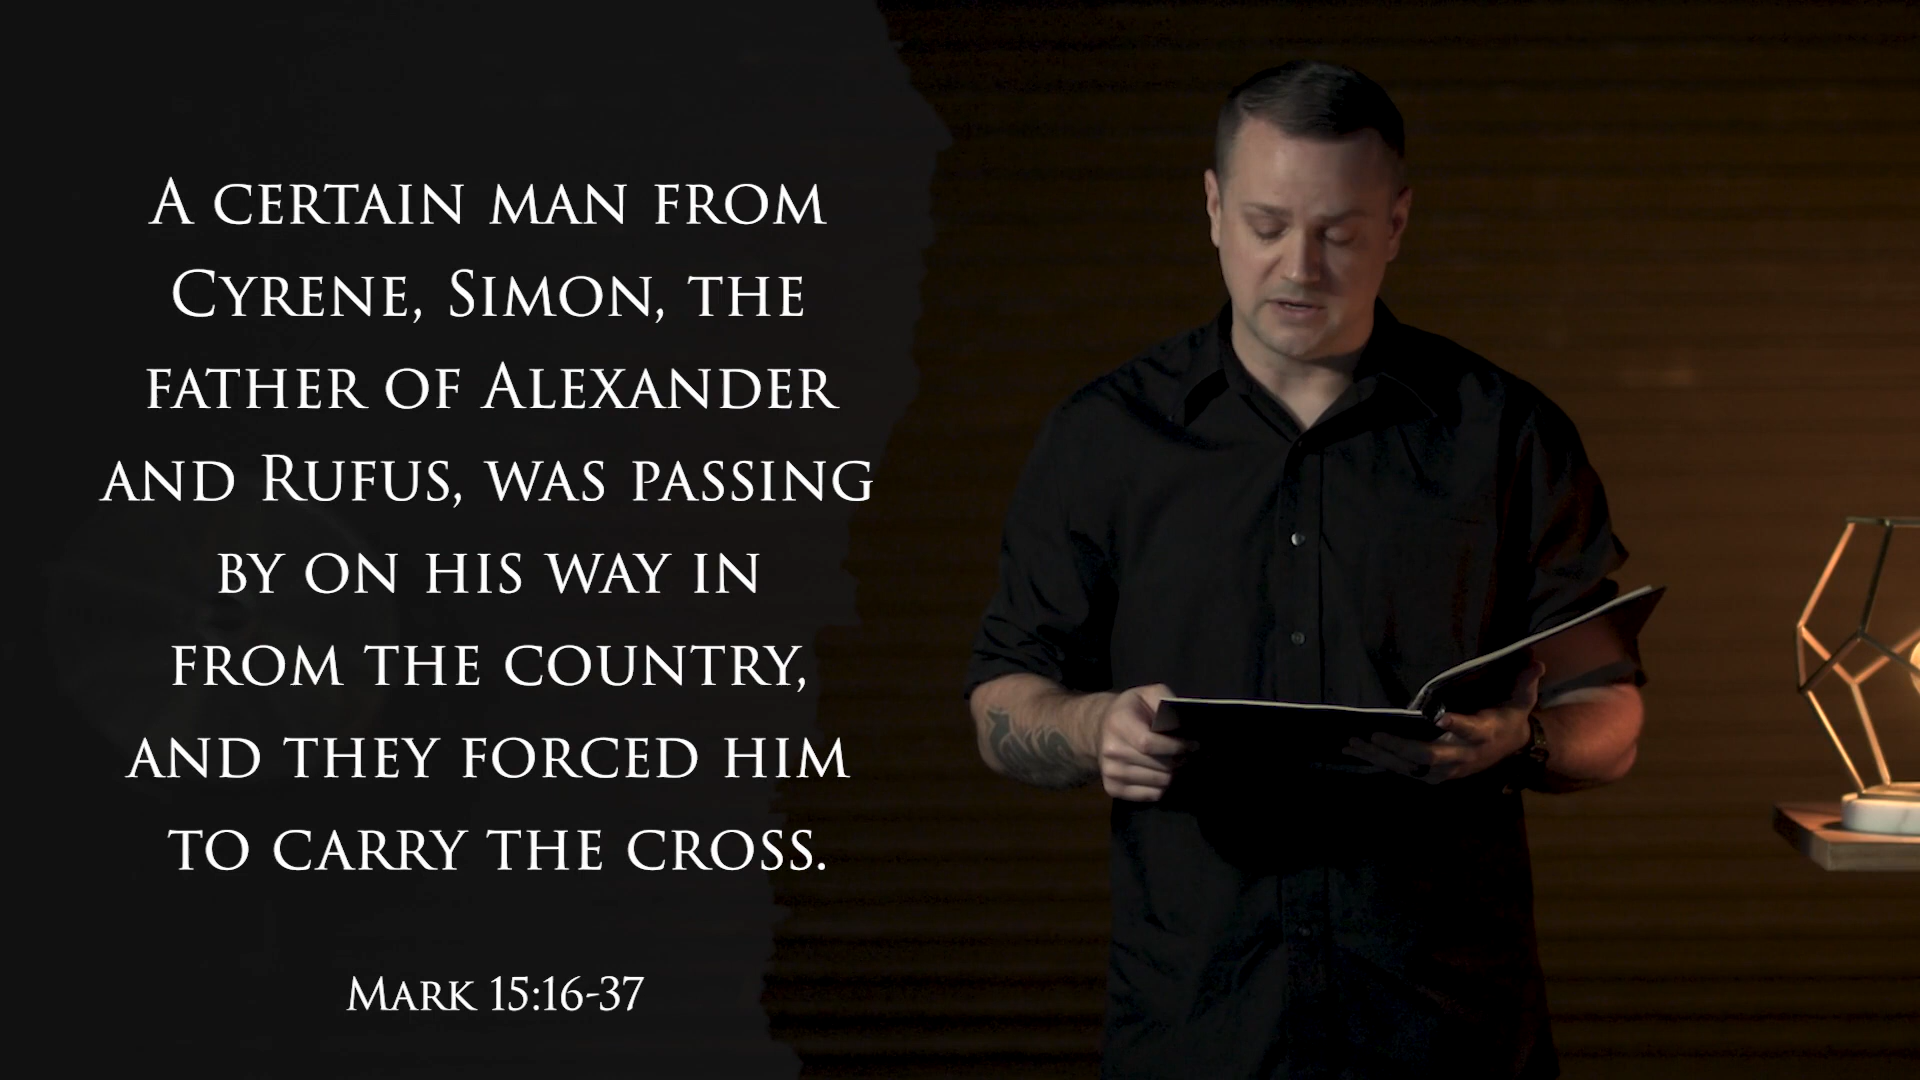 A certain man from
Cyrene, Simon, the
father of Alexander
and Rufus, was passing
by on his way in
from the country,
and they forced him
to carry the cross.
Mark 15:16-37